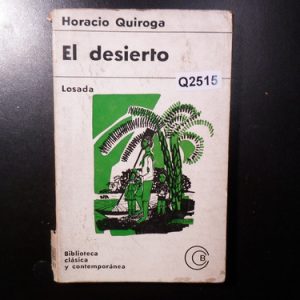 Horacio Quiroga
El desierto
Q2515
Losada
Biblioteca
clásica
y contemporánea
B